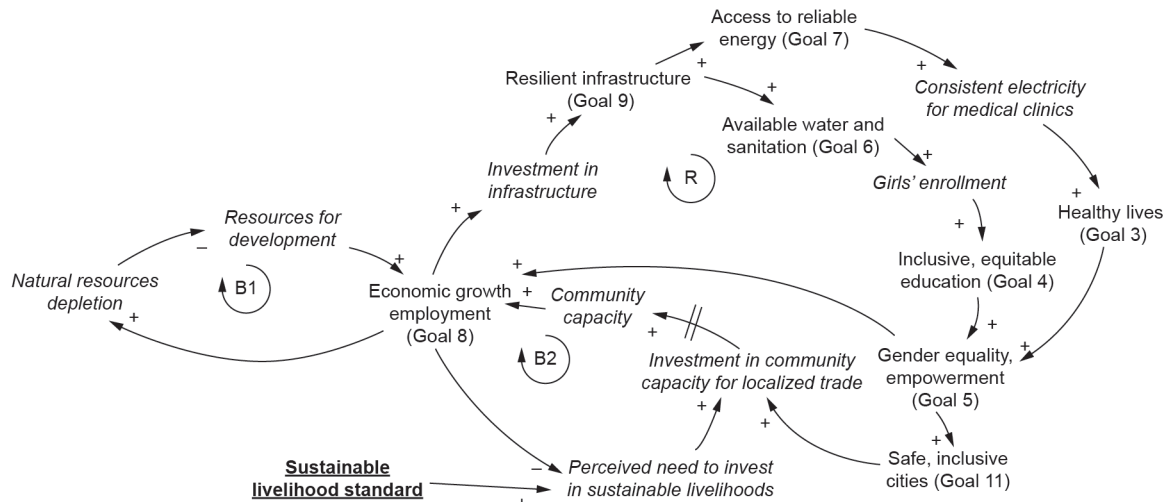 Access to reliable
energy (Goal 7)
+
+
Resilient infrastructure
(Goal 9)
+
Consistent electricity
for medical clinics
+
Available water and
sanitation (Goal 6)
+
+
Investment in
infrastructure
R
Girls' enrollment
+
Healthy lives
(Goal 3)
+
Resources for
development
+
–
Inclusive, equitable
education (Goal 4)
Natural resources
depletion
+
B1
+
+
Economic growth
employment
(Goal 8)
+
Community
capacity
+
+
B2
+
Investment in community
capacity for localized trade
Gender equality,
empowerment
(Goal 5)
+
+
+
+
Safe, inclusive
cities (Goal 11)
Sustainable
livelihood standard
–
Perceived need to invest
in sustainable livelihoods
+